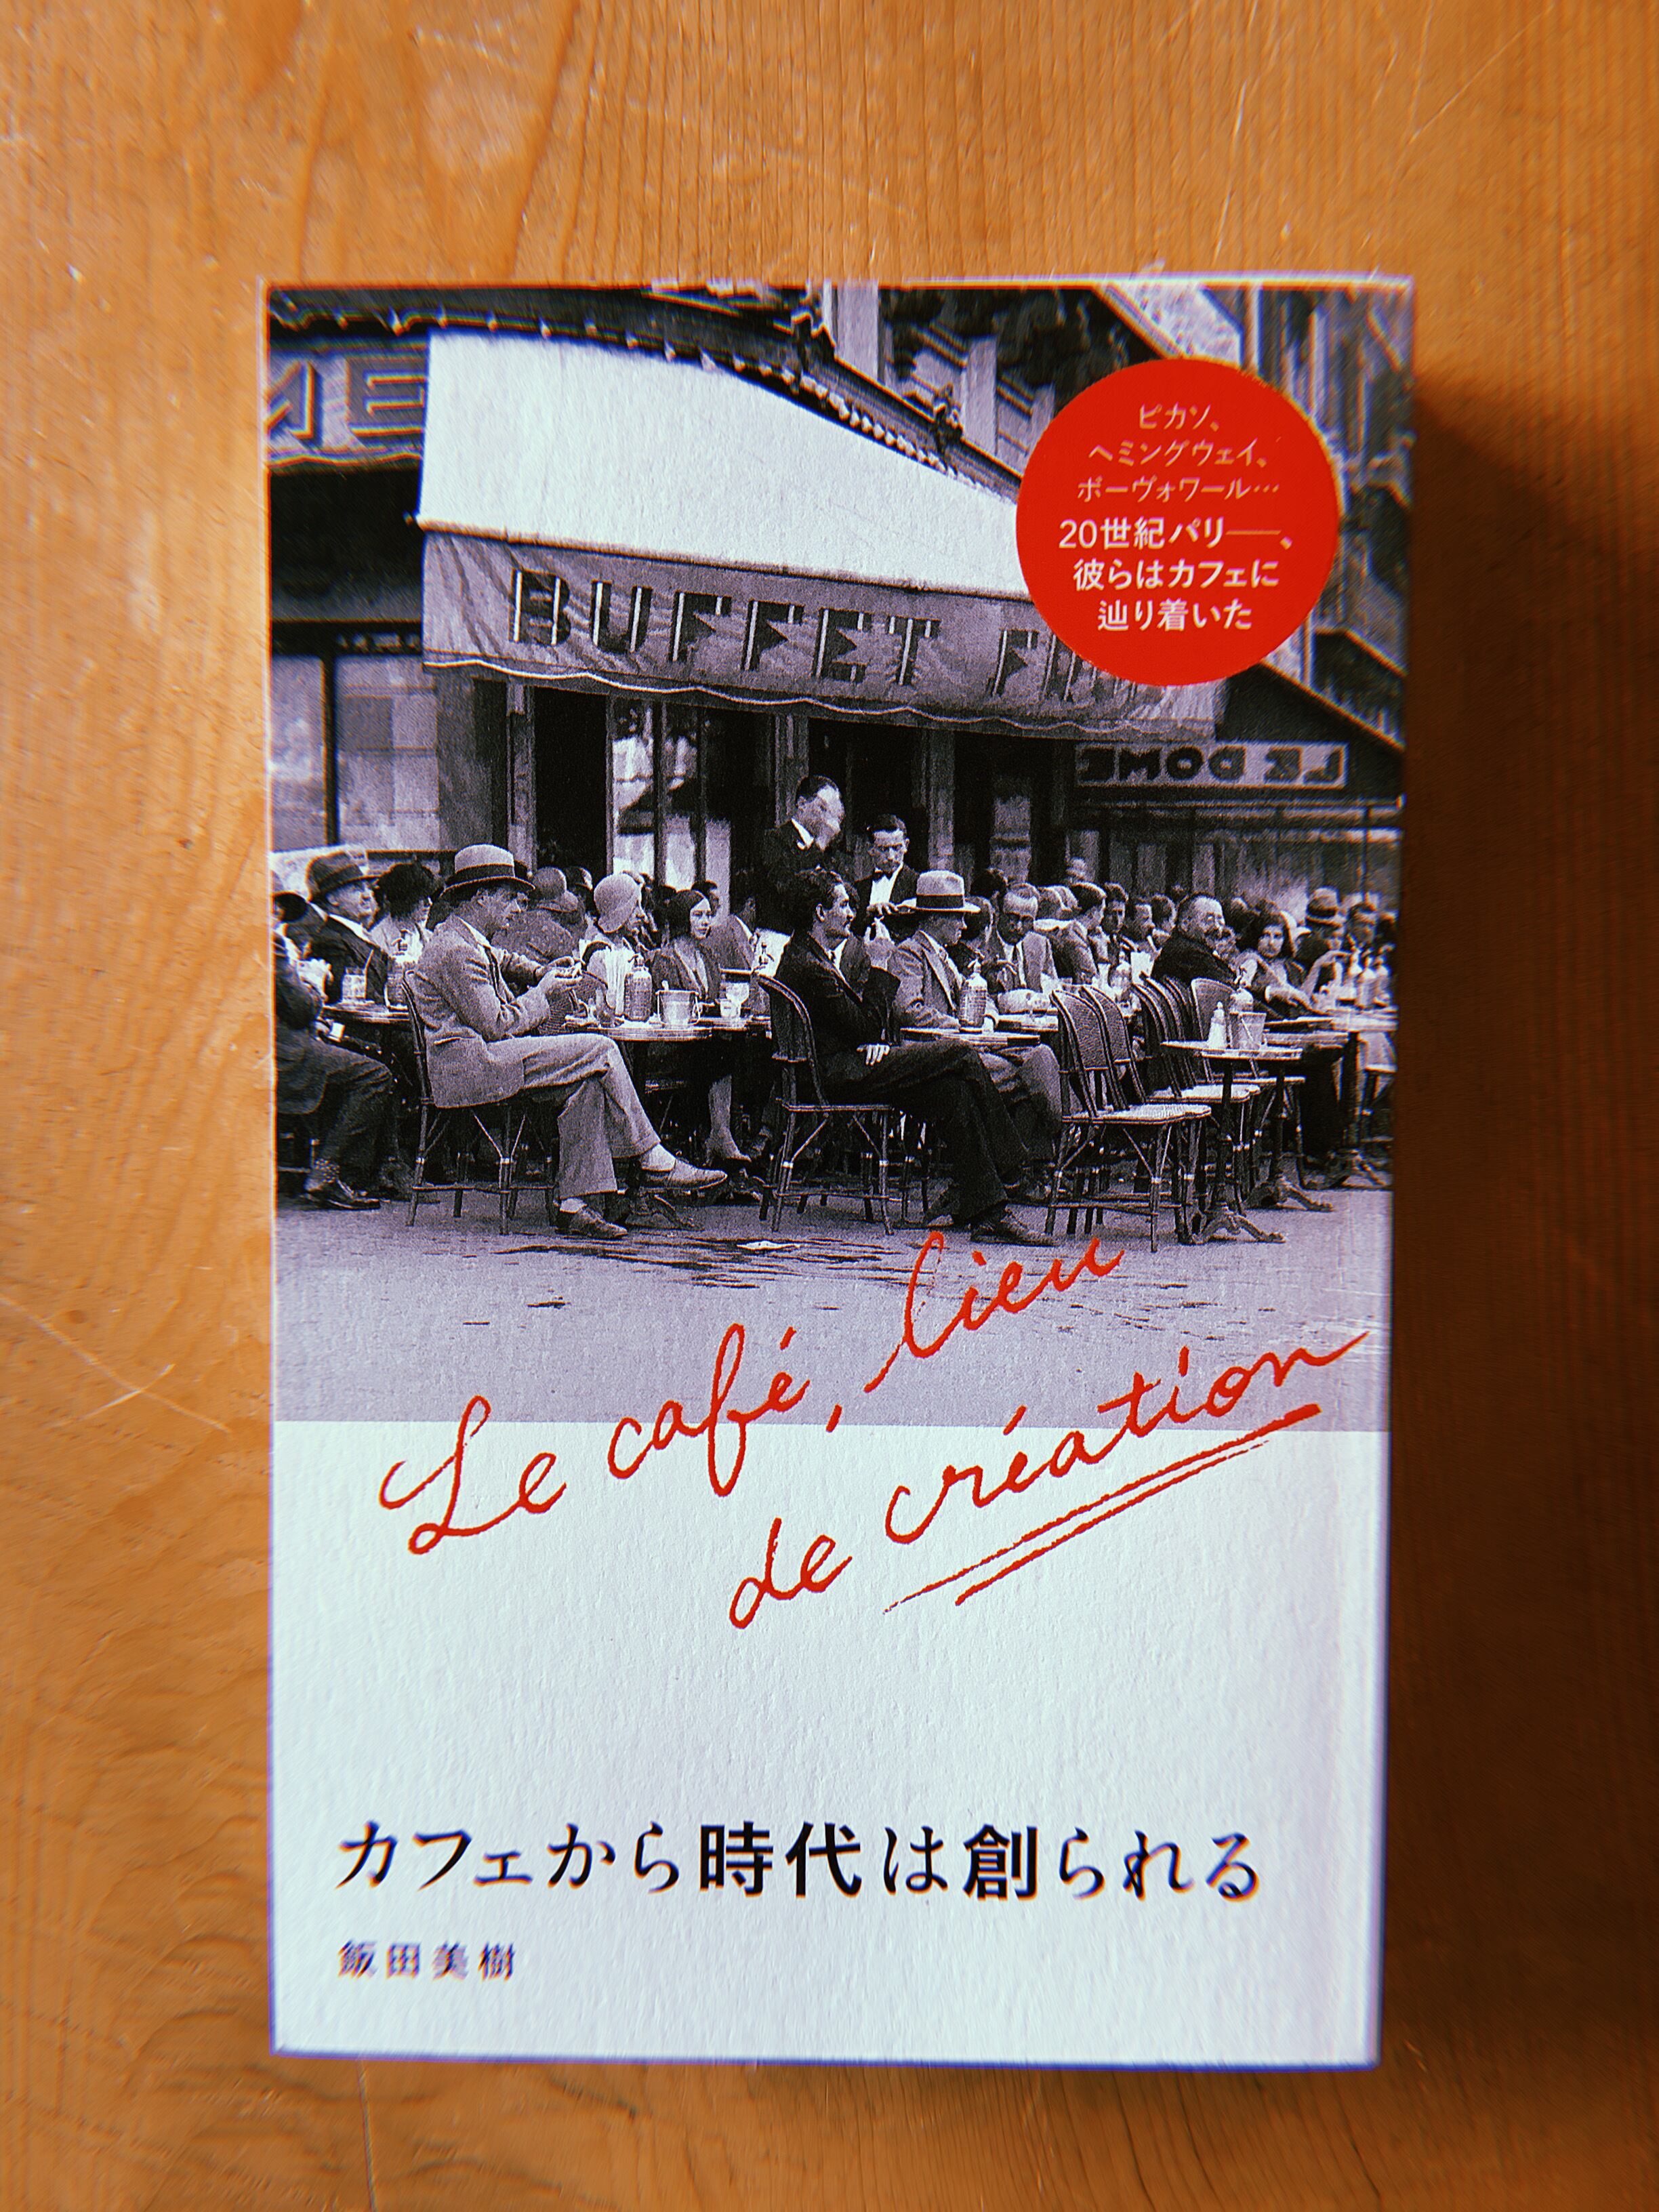 ME
ピカソ、
ヘミングウェイ、
ボーヴォワール…
20世紀パリ――、
彼らはカフェに
辿り着いた
BUFFET
LE DOME
Le café, lieu
de création
カフェから時代は創られる
飯田美樹